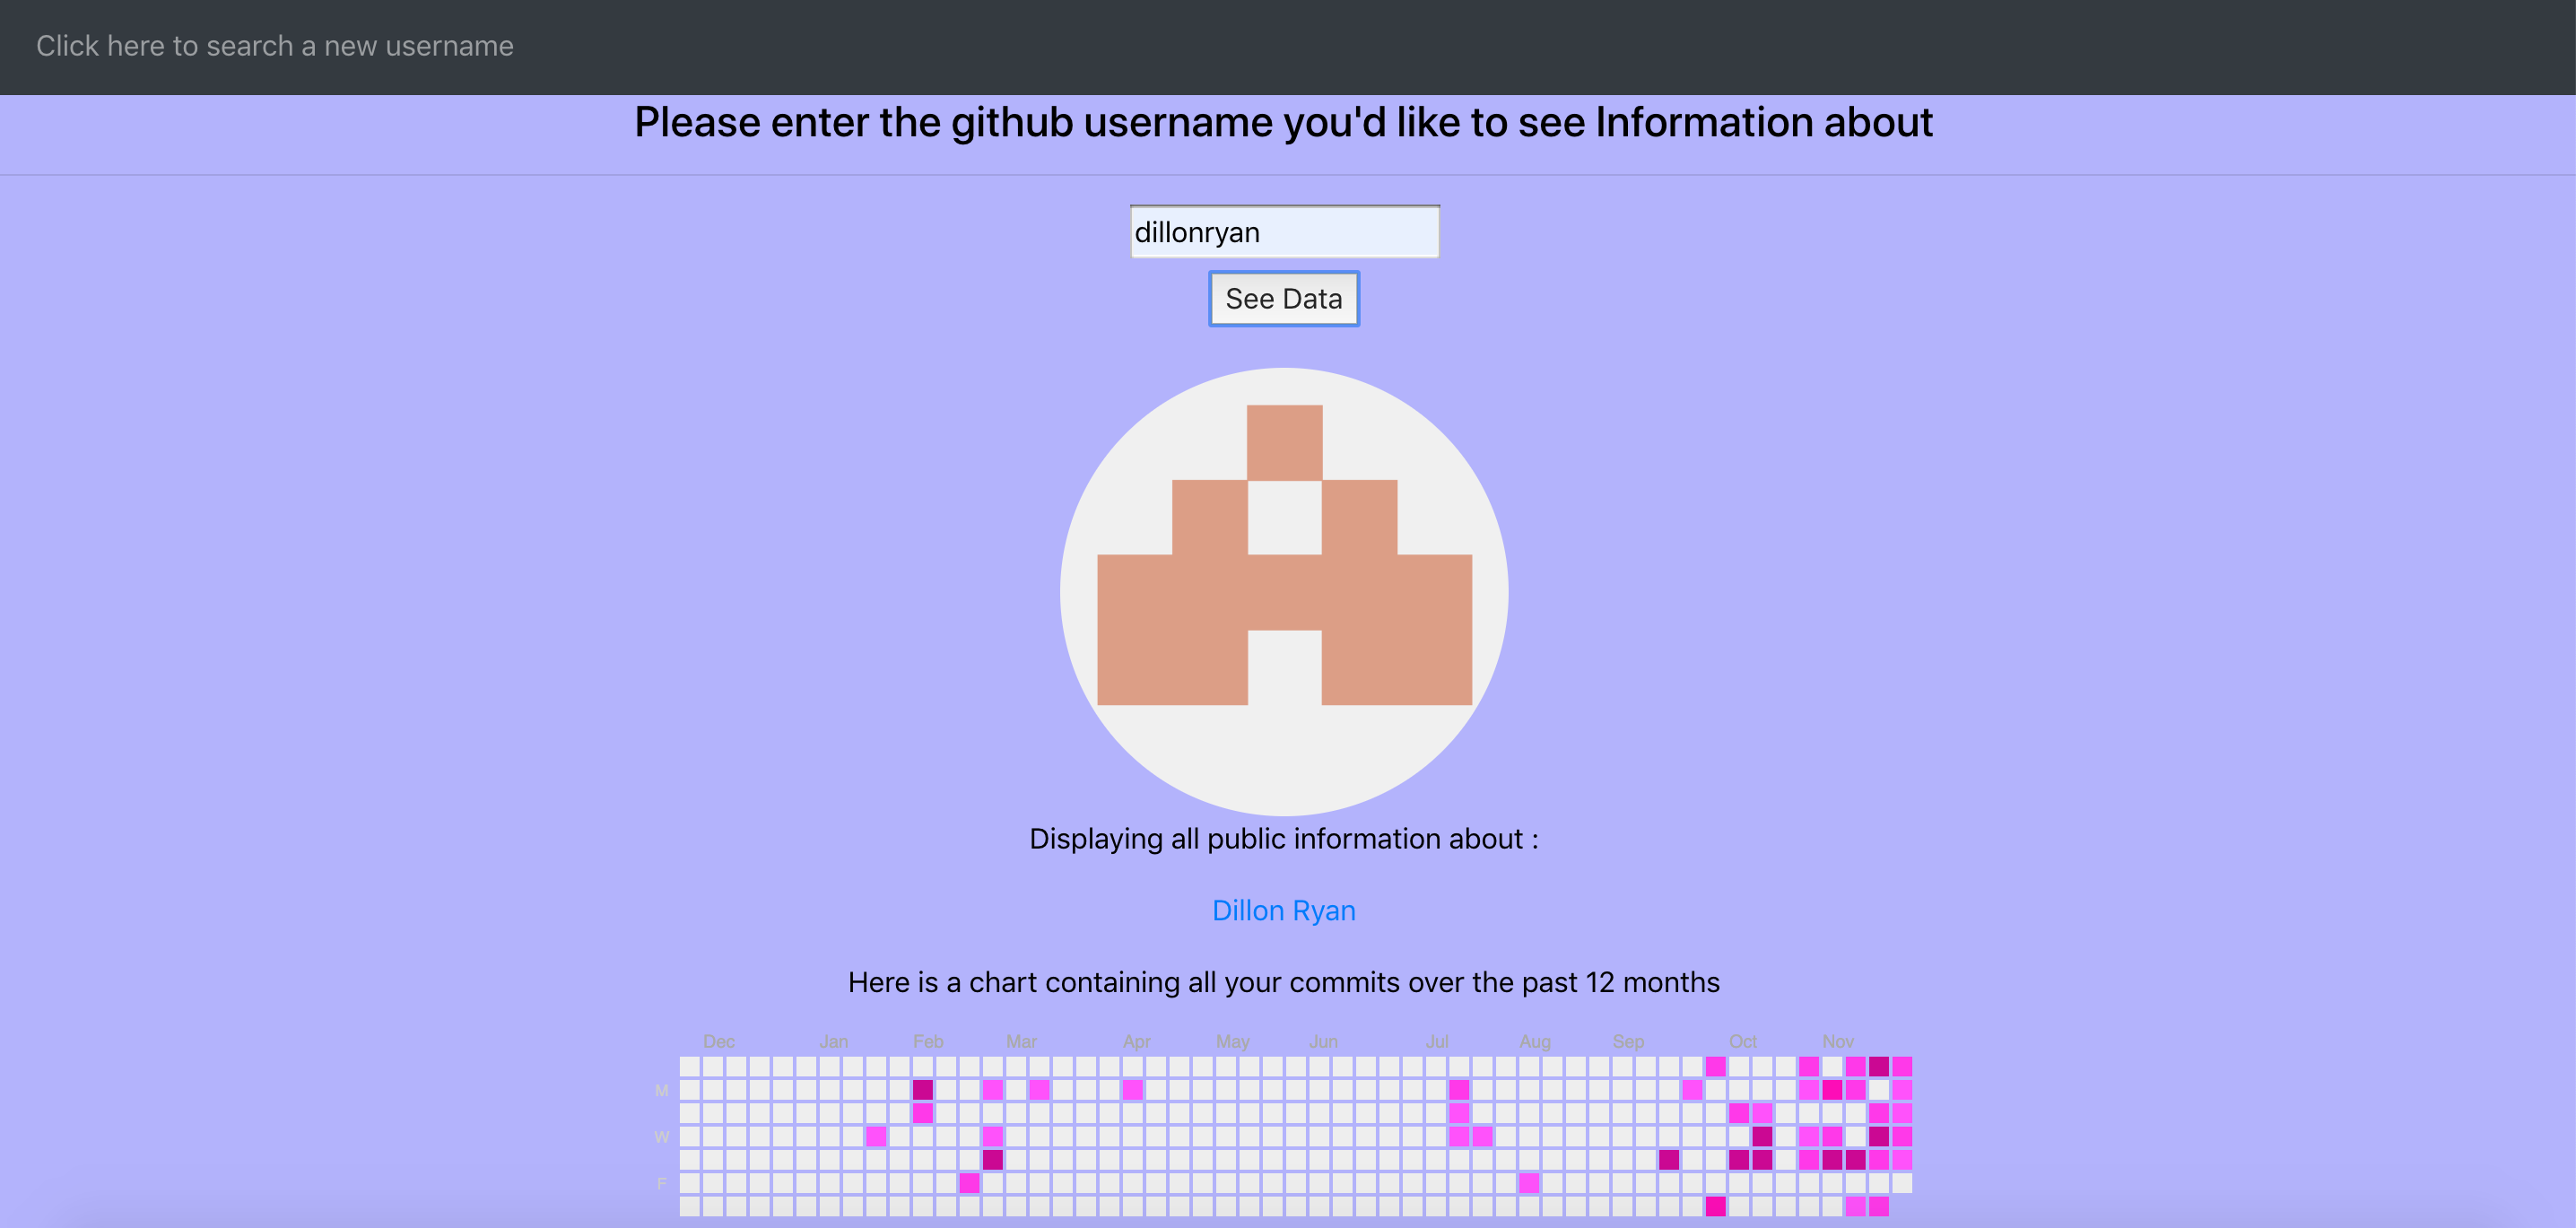 Click here to search a new username
Please enter the github username you'd like to see Information about
dillonryan
See Data
Displaying all public information about :
Dillon Ryan
Here is a chart containing all your commits over the past 12 months
Dec Jan Feb Mar Apr May Jun Jul Aug Sep Oct Nov
M
W
F